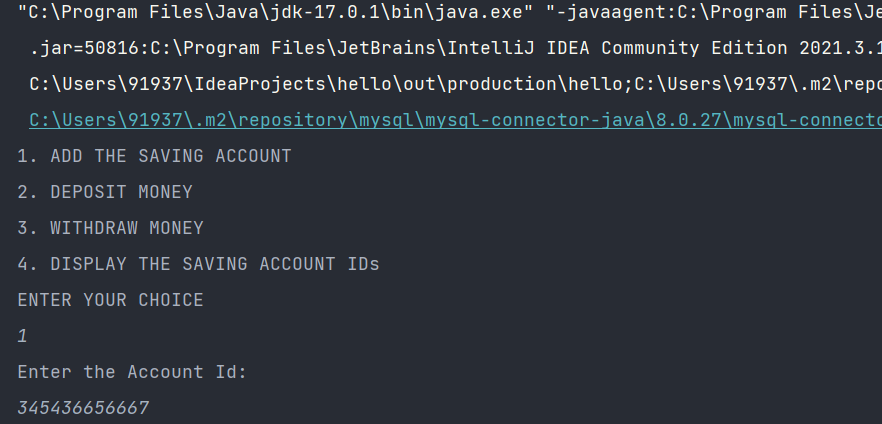 "C:\Program Files\Java\jdk-17.0.1\bin\java.exe" "-javaagent:C:\Program Files\Je
.jar=50816:C:\Program Files\JetBrains\IntelliJ IDEA Community Edition 2021.3.1
C:\Users\91937\IdeaProjects\hello\out\production\hello;C:\Users\91937\.m2\repo
C:\Users\91937\.m2\repository\mysql\mysql-connector-java\8.0.27\mysql-connecto
1. ADD THE SAVING ACCOUNT
2. DEPOSIT MONEY
3. WITHDRAW MONEY
4. DISPLAY THE SAVING ACCOUNT IDs
ENTER YOUR CHOICE
1
Enter the Account Id:
345436656667